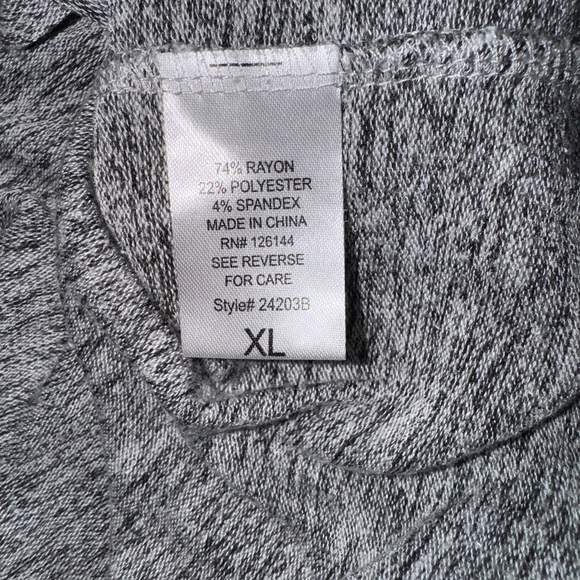 74% RAYON
22% POLYESTER
4% SPANDEX
MADE IN CHINA
RN# 126144
SEE REVERSE
FOR CARE
Style# 24203B
XL